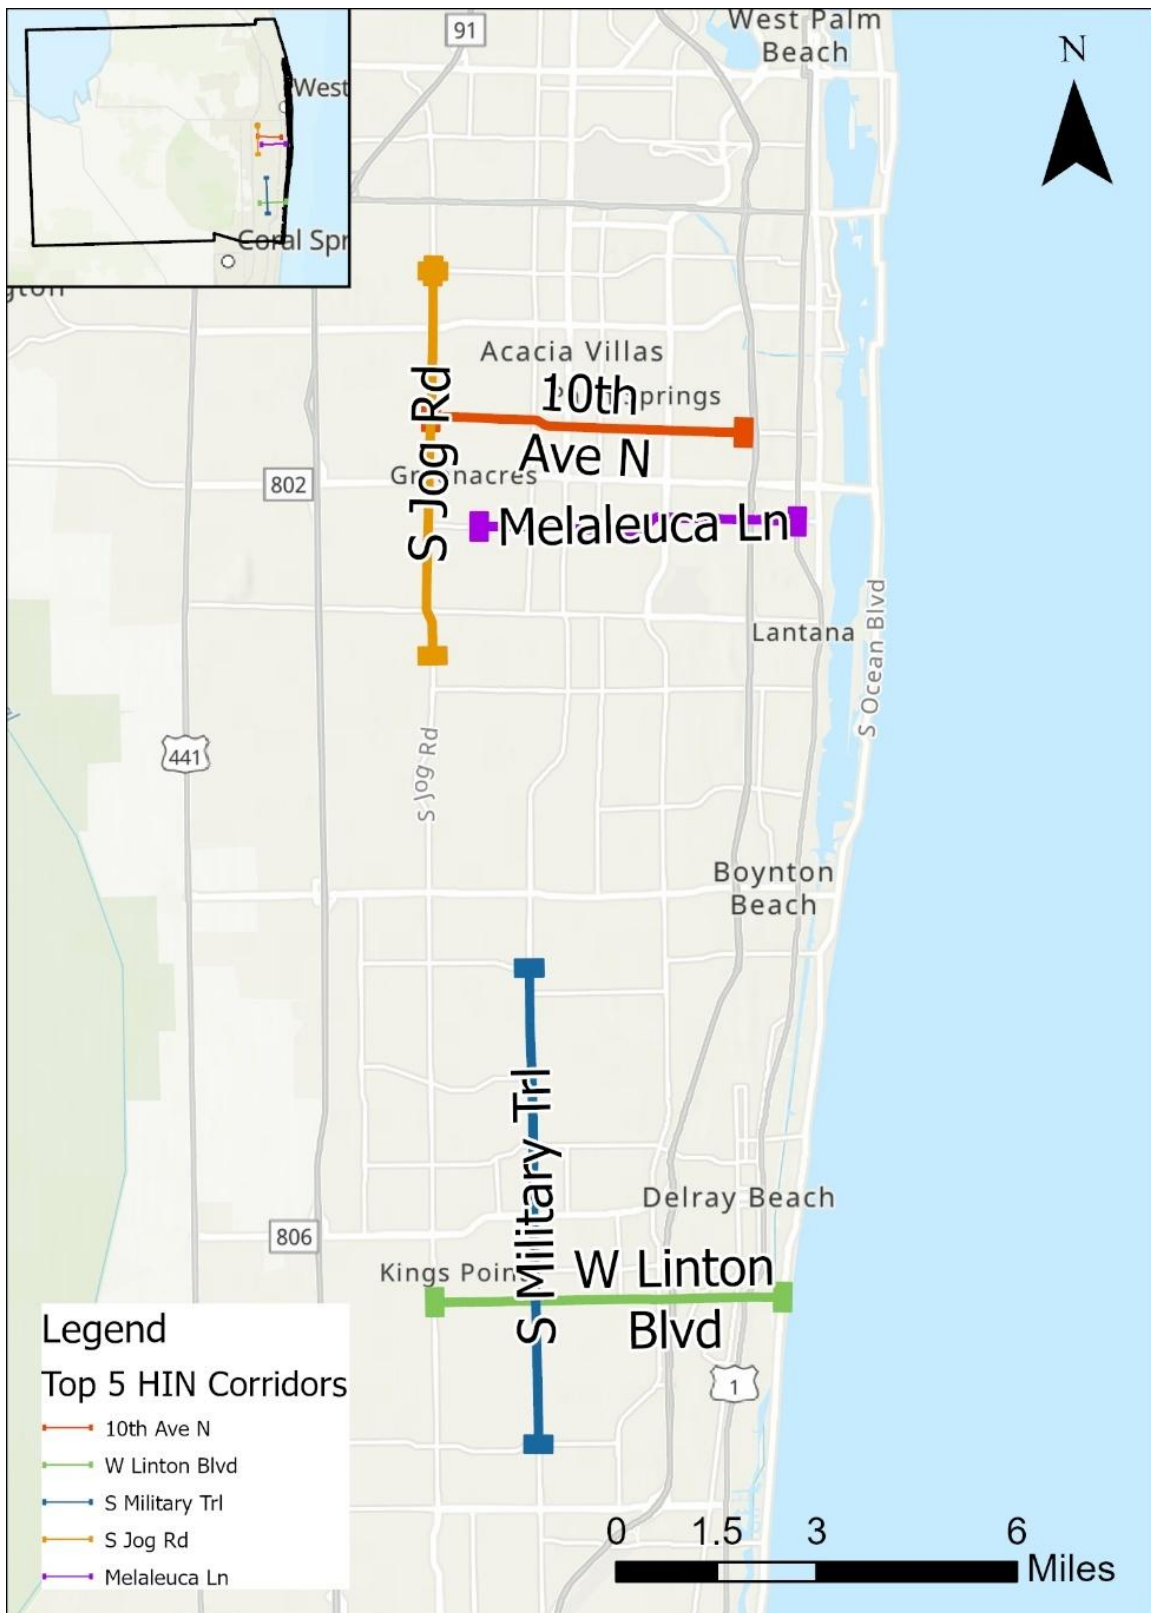 91
West Palm
Beach
N
West
Coral Spr
Acacia Villas
S Jog Rd
10th
Ave N
802
Melaleuca Ln
Lantana
S Ocean Blvd
441
S Jog Rd
Boynton
Beach
S Military Trl
Delray Beach
806
W Linton
Blvd
1
Legend
Top 5 HIN Corridors
10th Ave N
W Linton Blvd
S Military Trl
S Jog Rd
Melaleuca Ln
0 1.5 3 6
Miles